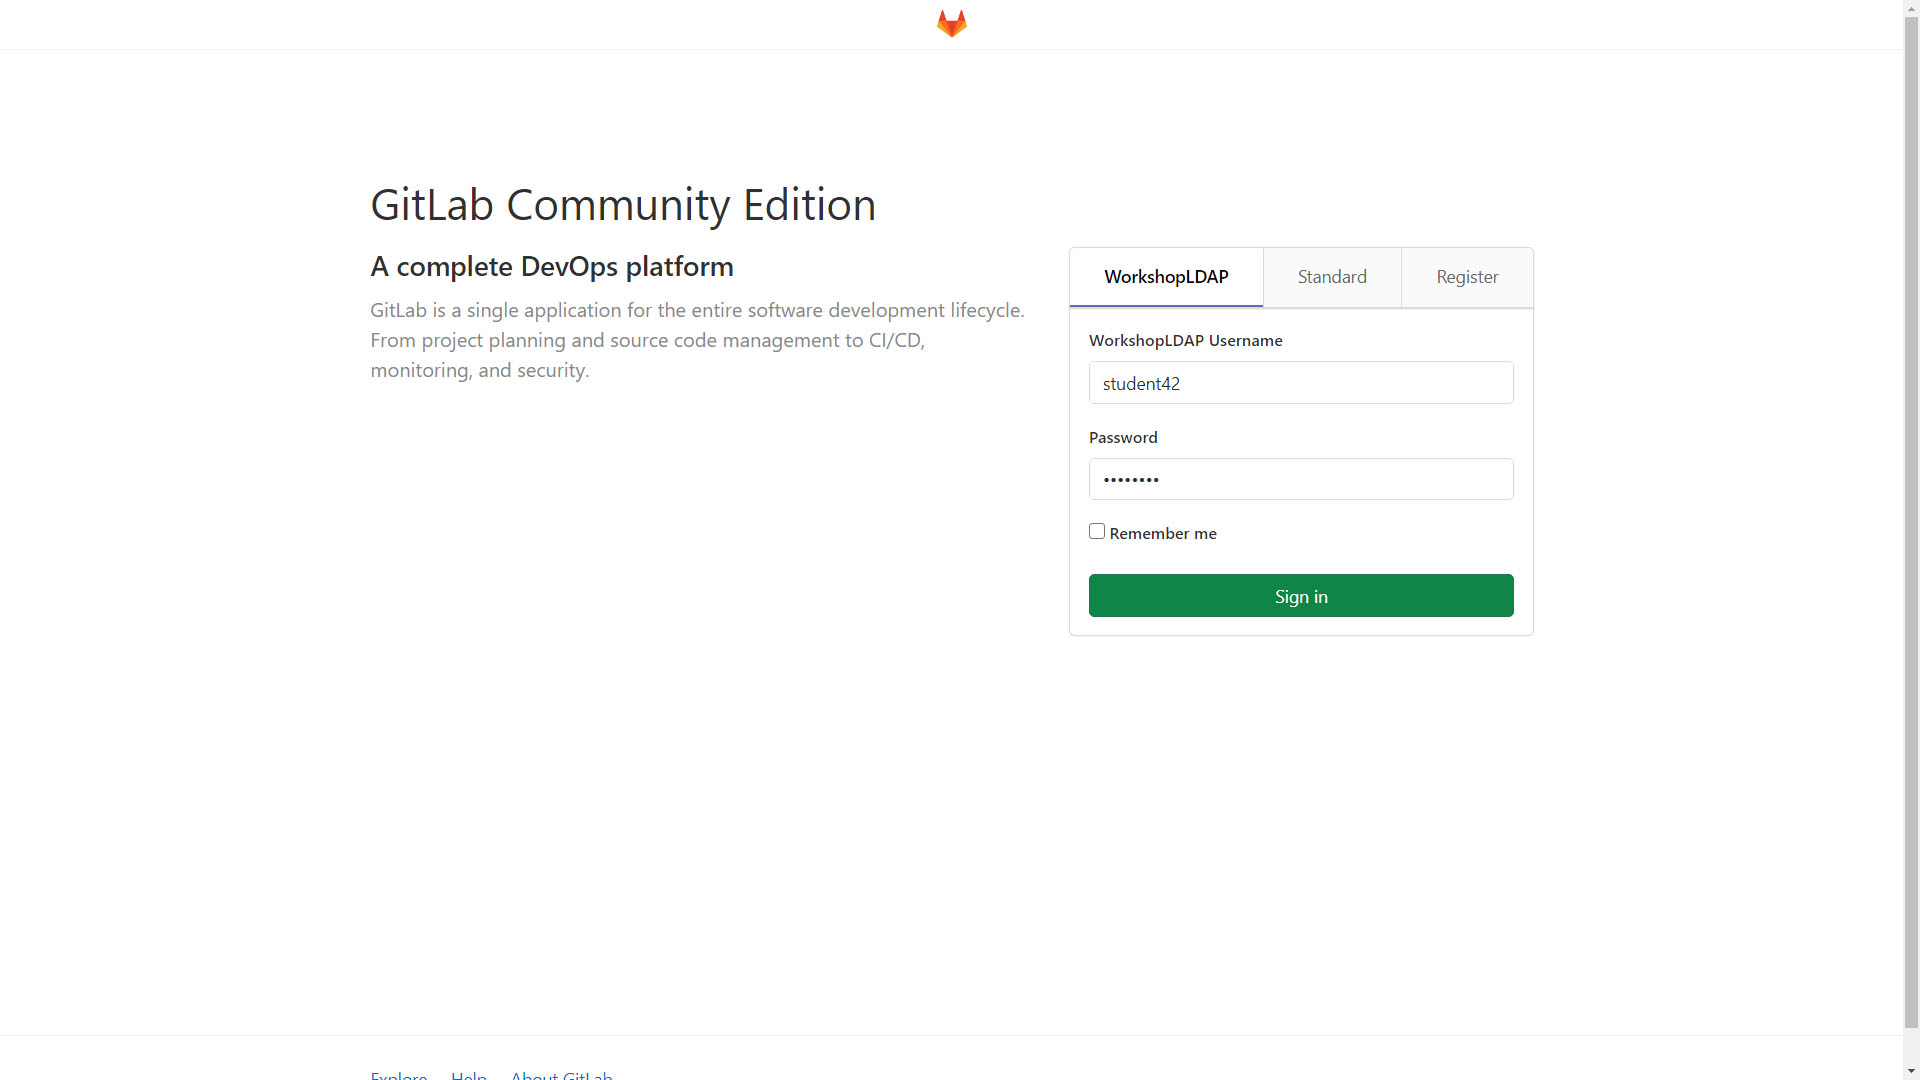 GitLab Community Edition
A complete DevOps platform
GitLab is a single application for the entire software development lifecycle.
From project planning and source code management to CI/CD,
monitoring, and security.
WorkshopLDAP Standard Register
WorkshopLDAP Username
student42
Password
••••••••
Remember me
Sign in
Explore Help About GitLab